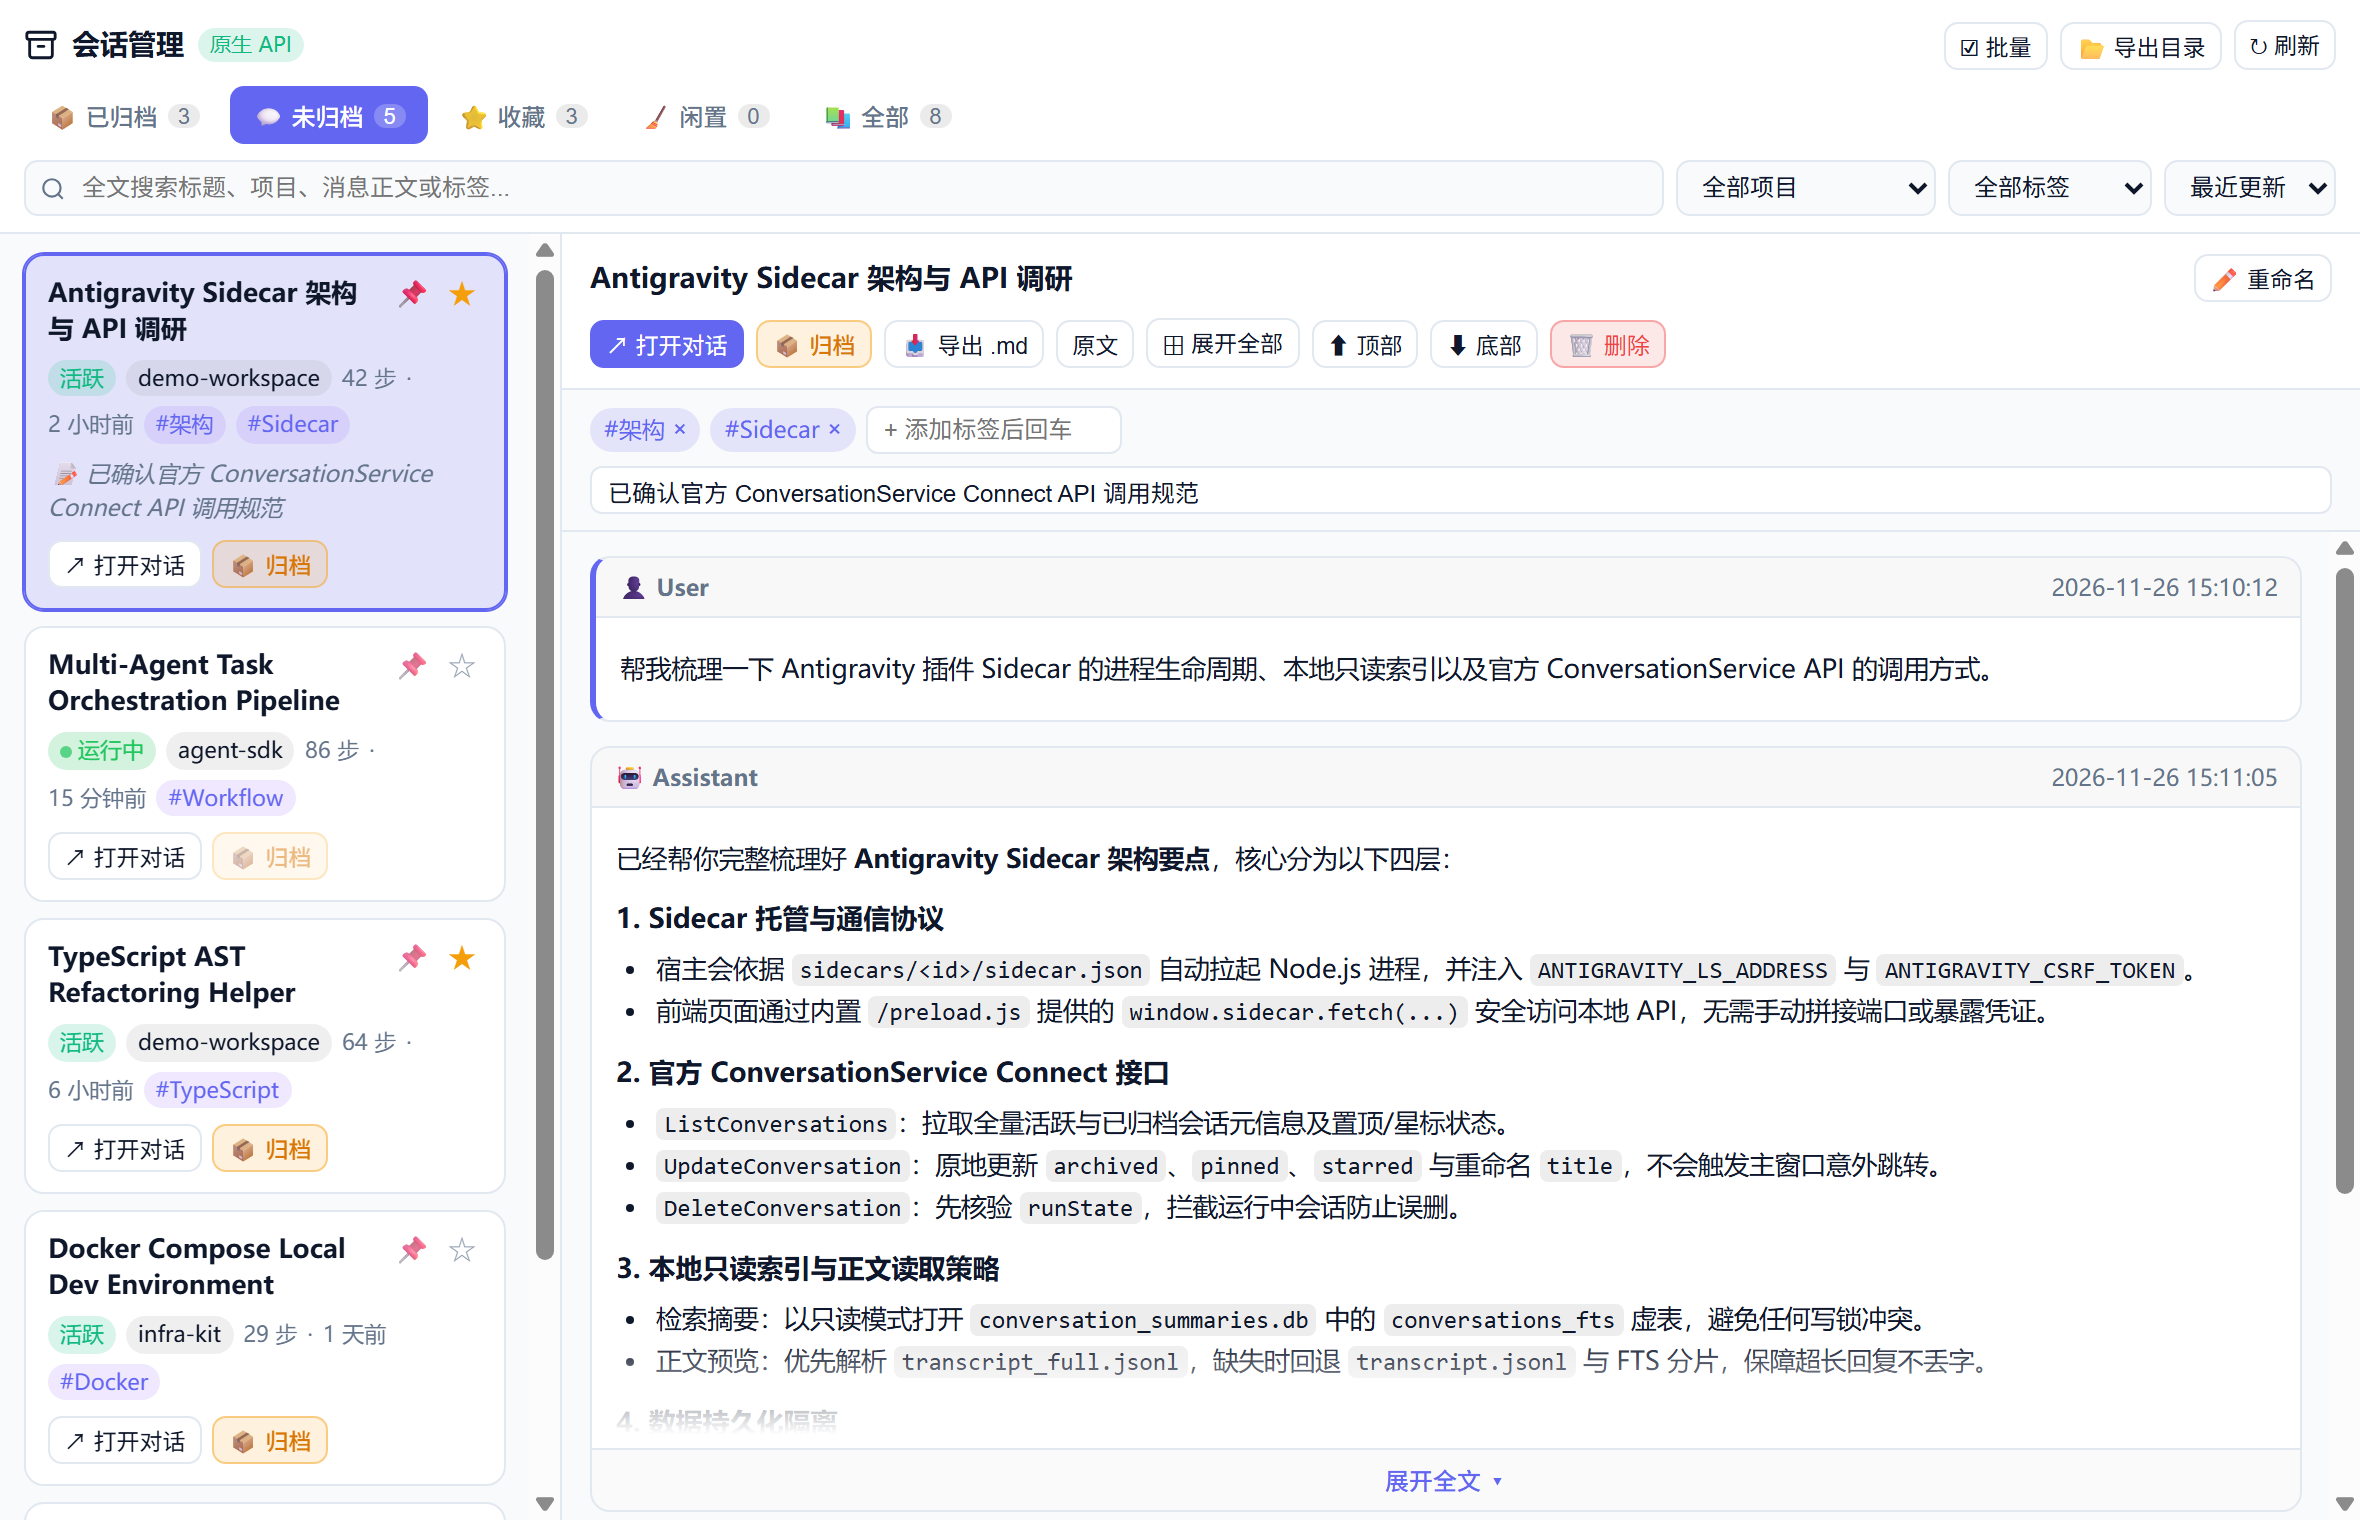 会话管理 原生 API
批量 导出目录 刷新
已归档 3 未归档 5 收藏 3 闲置 0 全部 8
全文搜索标题、项目、消息正文或标签...
全部项目 全部标签 最近更新
Antigravity Sidecar 架构
与 API 调研
活跃 demo-workspace 42 步 ·
2 小时前 #架构 #Sidecar
已确认官方 ConversationService
Connect API 调用规范
↗ 打开对话 归档
Multi-Agent Task
Orchestration Pipeline
运行中 agent-sdk 86 步 ·
15 分钟前 #Workflow
↗ 打开对话 归档
TypeScript AST
Refactoring Helper
活跃 demo-workspace 64 步 ·
6 小时前 #TypeScript
↗ 打开对话 归档
Docker Compose Local
Dev Environment
活跃 infra-kit 29 步 · 1 天前
#Docker
↗ 打开对话 归档
Antigravity Sidecar 架构与 API 调研
重命名
↗ 打开对话 归档 导出 .md 原文 展开全部 顶部 底部 删除
#架构 × #Sidecar × + 添加标签后回车
已确认官方 ConversationService Connect API 调用规范
User 2026-11-26 15:10:12
帮我梳理一下 Antigravity 插件 Sidecar 的进程生命周期、本地只读索引以及官方 ConversationService API 的调用方式。
Assistant 2026-11-26 15:11:05
已经帮你完整梳理好 Antigravity Sidecar 架构要点，核心分为以下四层：
1. Sidecar 托管与通信协议
• 宿主会依据 sidecars/<id>/sidecar.json 自动拉起 Node.js 进程，并注入 ANTIGRAVITY_LS_ADDRESS 与 ANTIGRAVITY_CSRF_TOKEN 。
• 前端页面通过内置 /preload.js 提供的 window.sidecar.fetch(...) 安全访问本地 API，无需手动拼接端口或暴露凭证。
2. 官方 ConversationService Connect 接口
• ListConversations ：拉取全量活跃与已归档会话元信息及置顶/星标状态。
• UpdateConversation ：原地更新 archived 、 pinned 、 starred 与重命名 title ，不会触发主窗口意外跳转。
• DeleteConversation ：先核验 runState ，拦截运行中会话防止误删。
3. 本地只读索引与正文读取策略
• 检索摘要：以只读模式打开 conversation_summaries.db 中的 conversations_fts 虚表，避免任何写锁冲突。
• 正文预览：优先解析 transcript_full.jsonl ，缺失时回退 transcript.jsonl 与 FTS 分片，保障超长回复不丢字。
4. 数据持久化隔离
展开全文 ▾